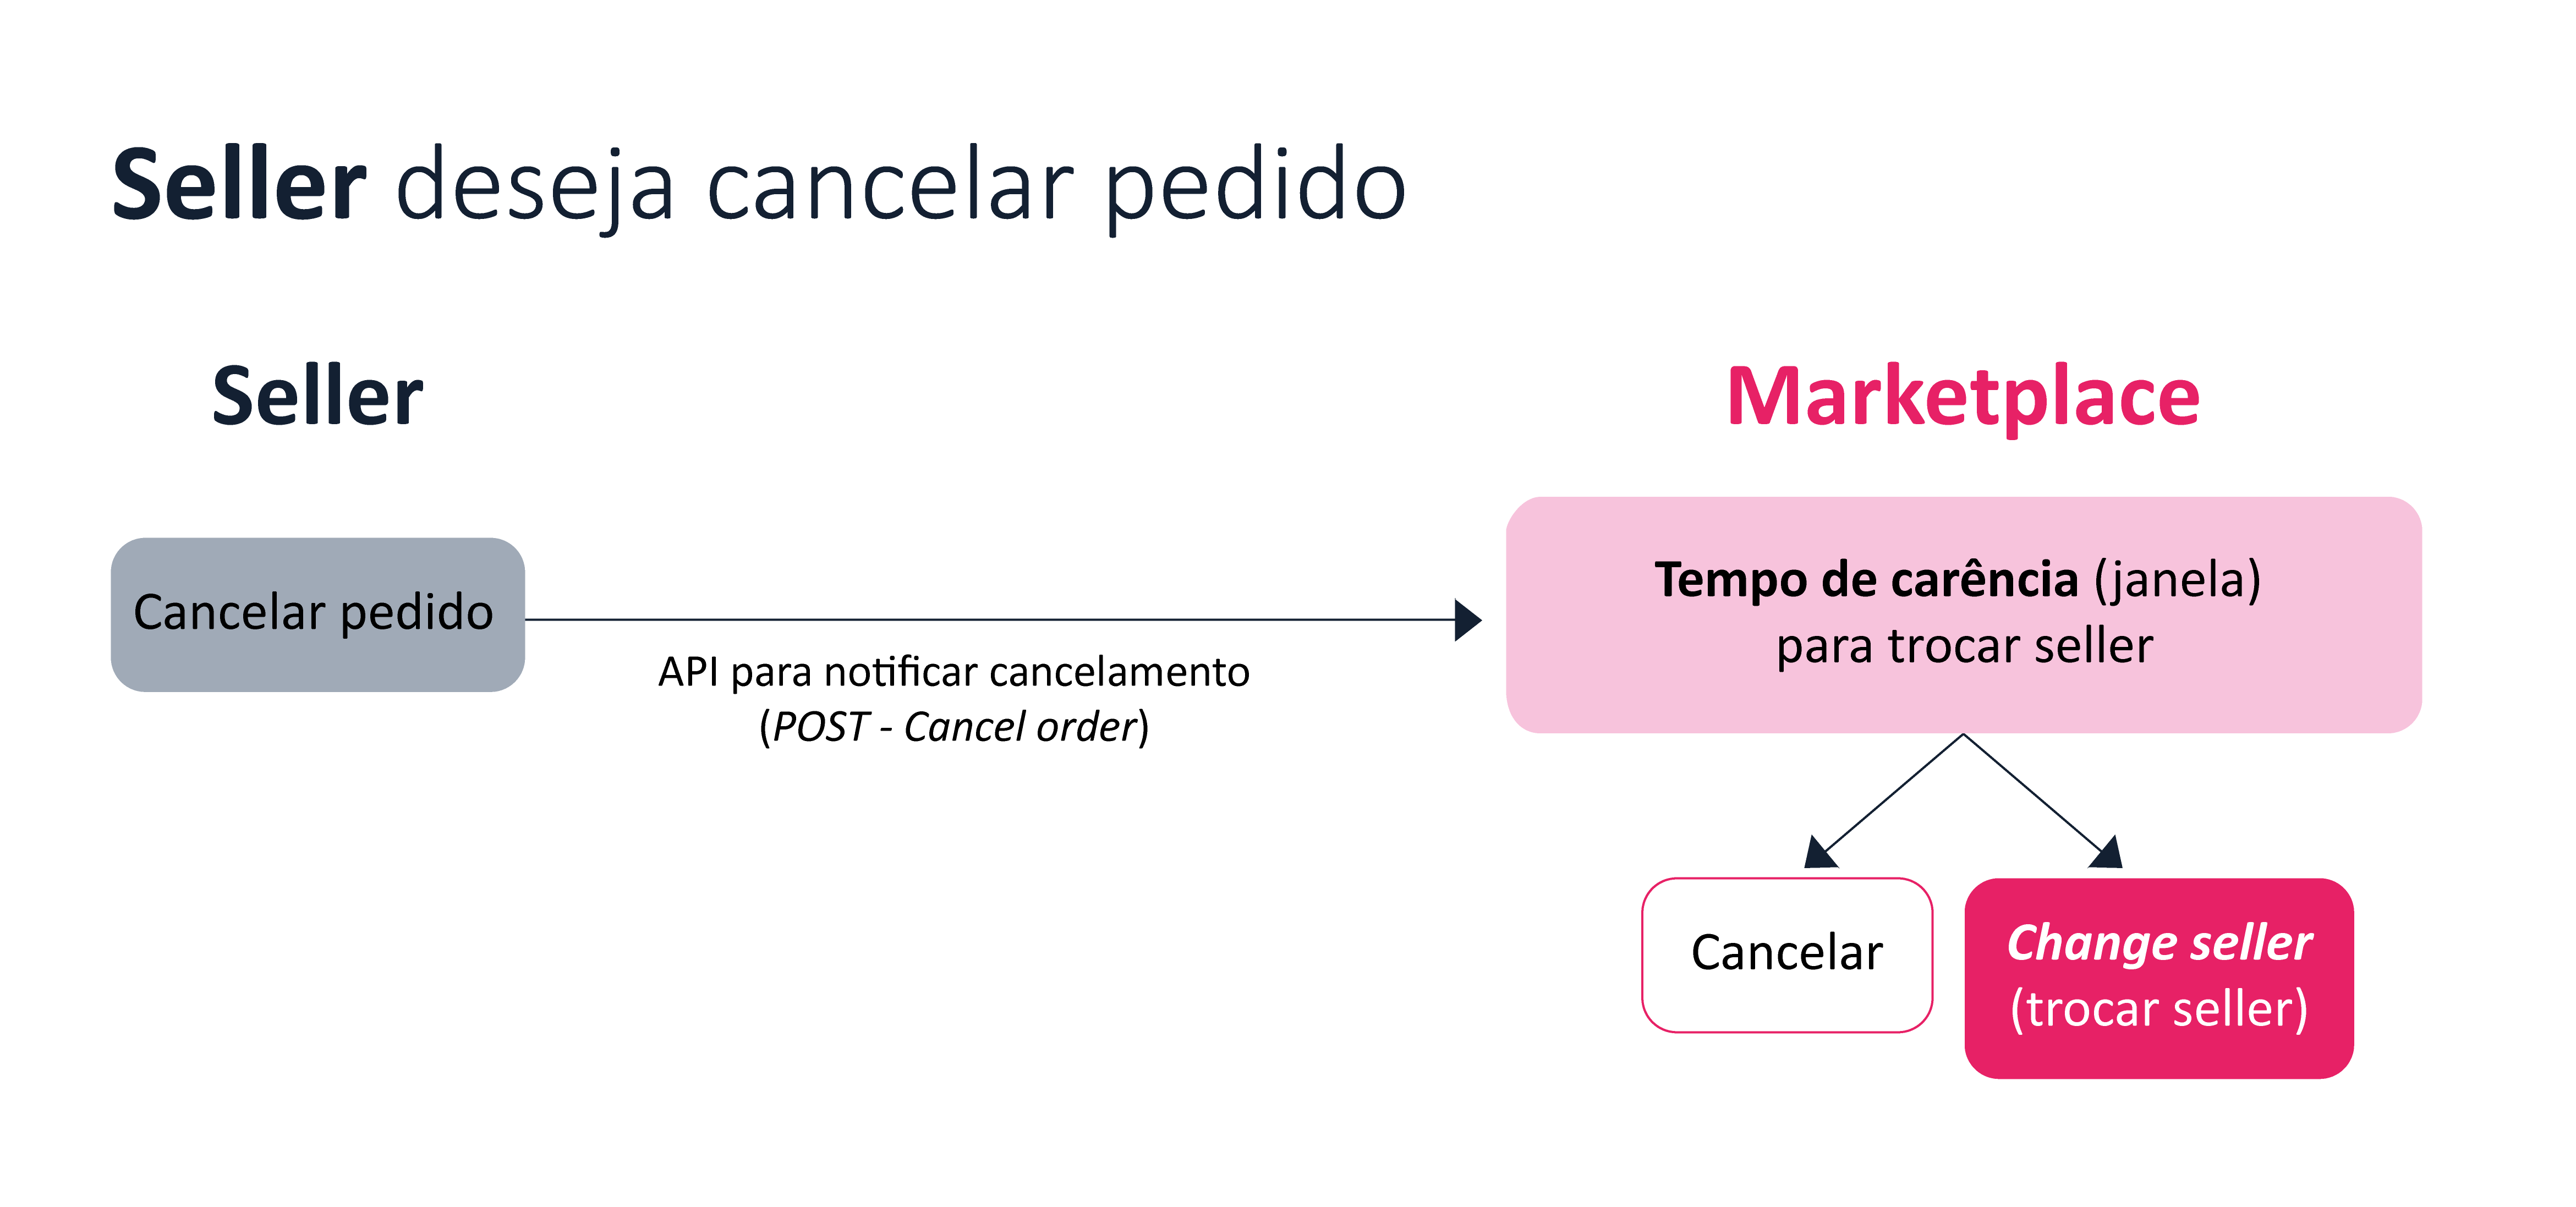 Seller deseja cancelar pedido
Seller
Marketplace
Cancelar pedido
API para notificar cancelamento
(POST - Cancel order)
Tempo de carência (janela)
para trocar seller
Cancelar
Change seller
(trocar seller)